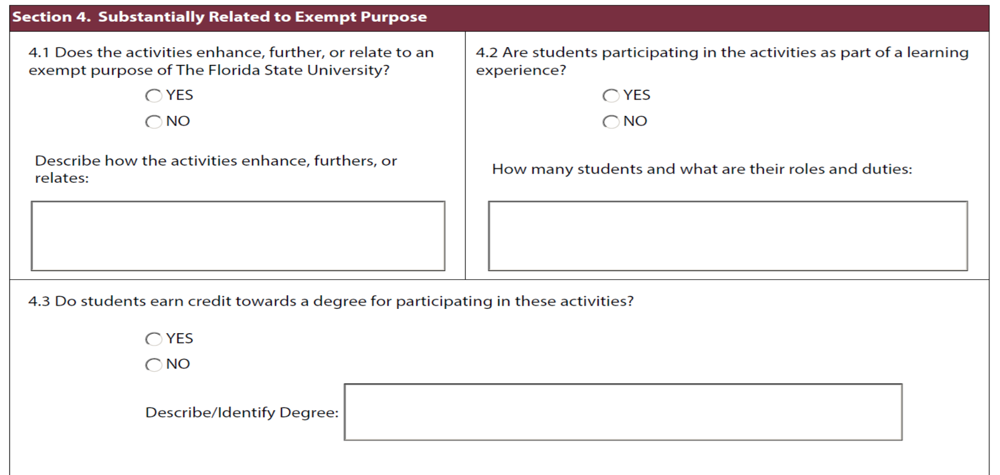 Section 4.  Substantially Related to Exempt Purpose
4.1 Does the activities enhance, further, or relate to an
exempt purpose of The Florida State University?
YES
NO
Describe how the activities enhance, furthers, or
relates:
4.2 Are students participating in the activities as part of a learning
experience?
YES
NO
How many students and what are their roles and duties:
4.3 Do students earn credit towards a degree for participating in these activities?
YES
NO
Describe/Identify Degree: